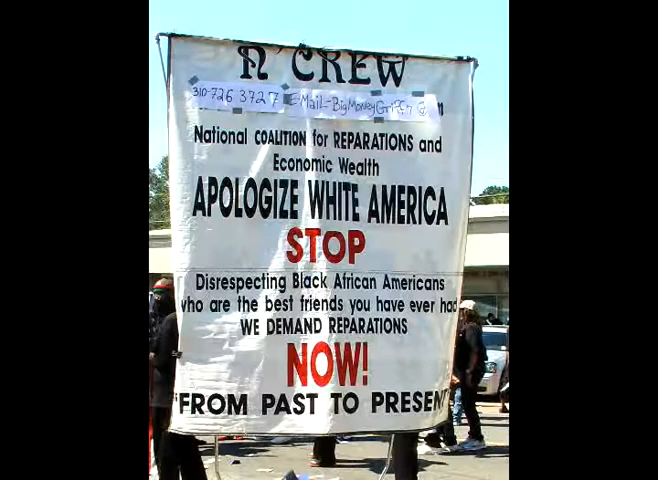 N'CREW
310-726 3727 E-Mail-BigMoneyGriff
National COALITION for REPARATIONS and
Economic Wealth
APOLOGIZE WHITE AMERICA
STOP
Disrespecting Black African Americans
who are the best friends you have ever had
WE DEMAND REPARATIONS
NOW!
"FROM PAST TO PRESENT